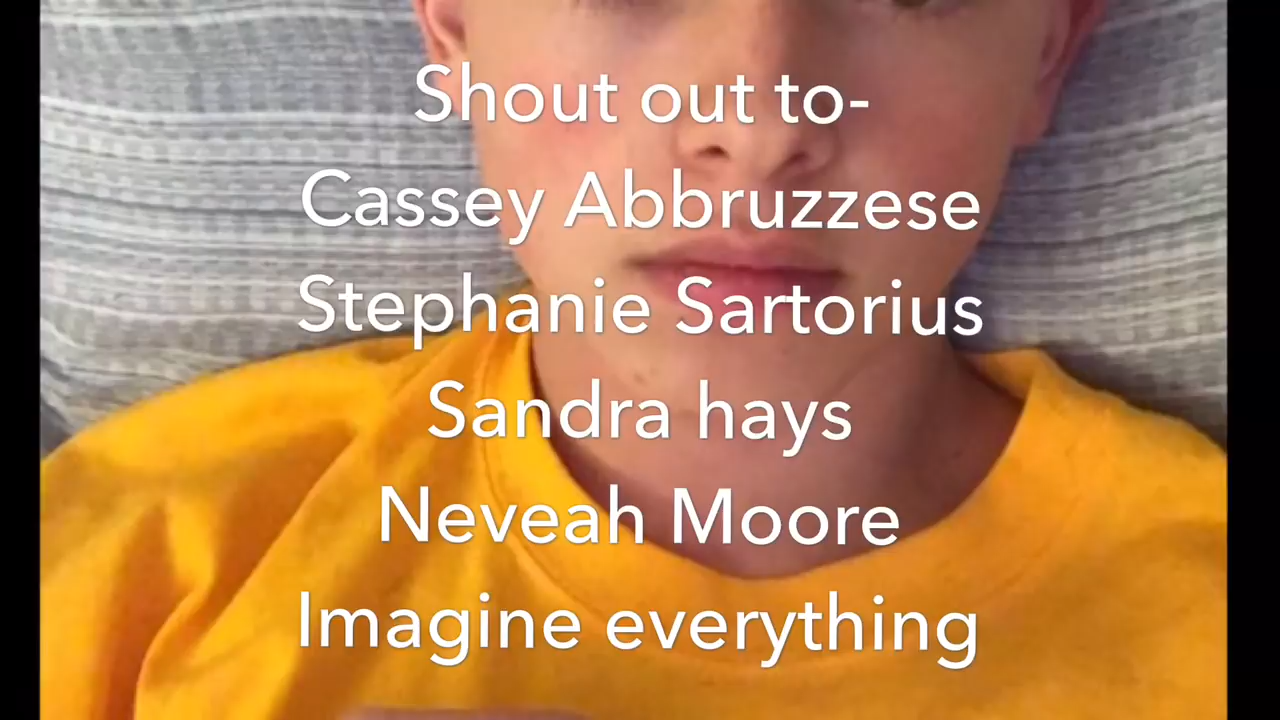 Shout out to-
Cassey Abbruzzese
Stephanie Sartorius
Sandra hays
Neveah Moore
Imagine everything